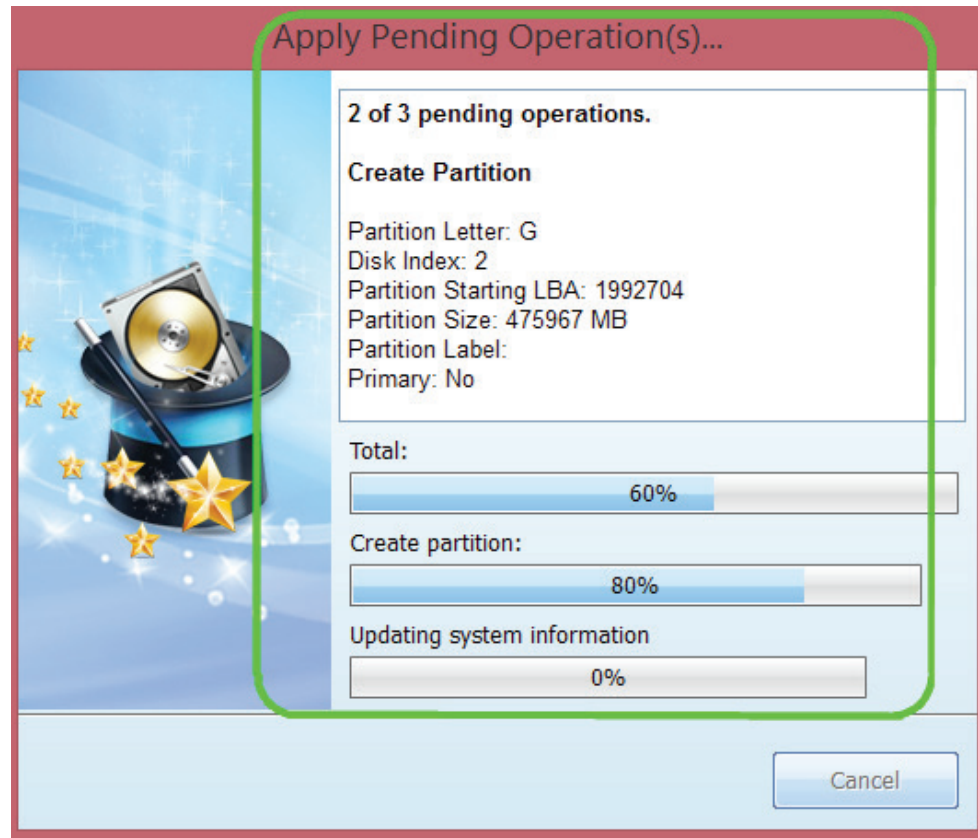 Apply Pending Operation(s)...
2 of 3 pending operations.
Create Partition
Partition Letter: G
Disk Index: 2
Partition Starting LBA: 1992704
Partition Size: 475967 MB
Partition Label:
Primary: No
Total:
60%
Create partition:
80%
Updating system information
0%
Cancel